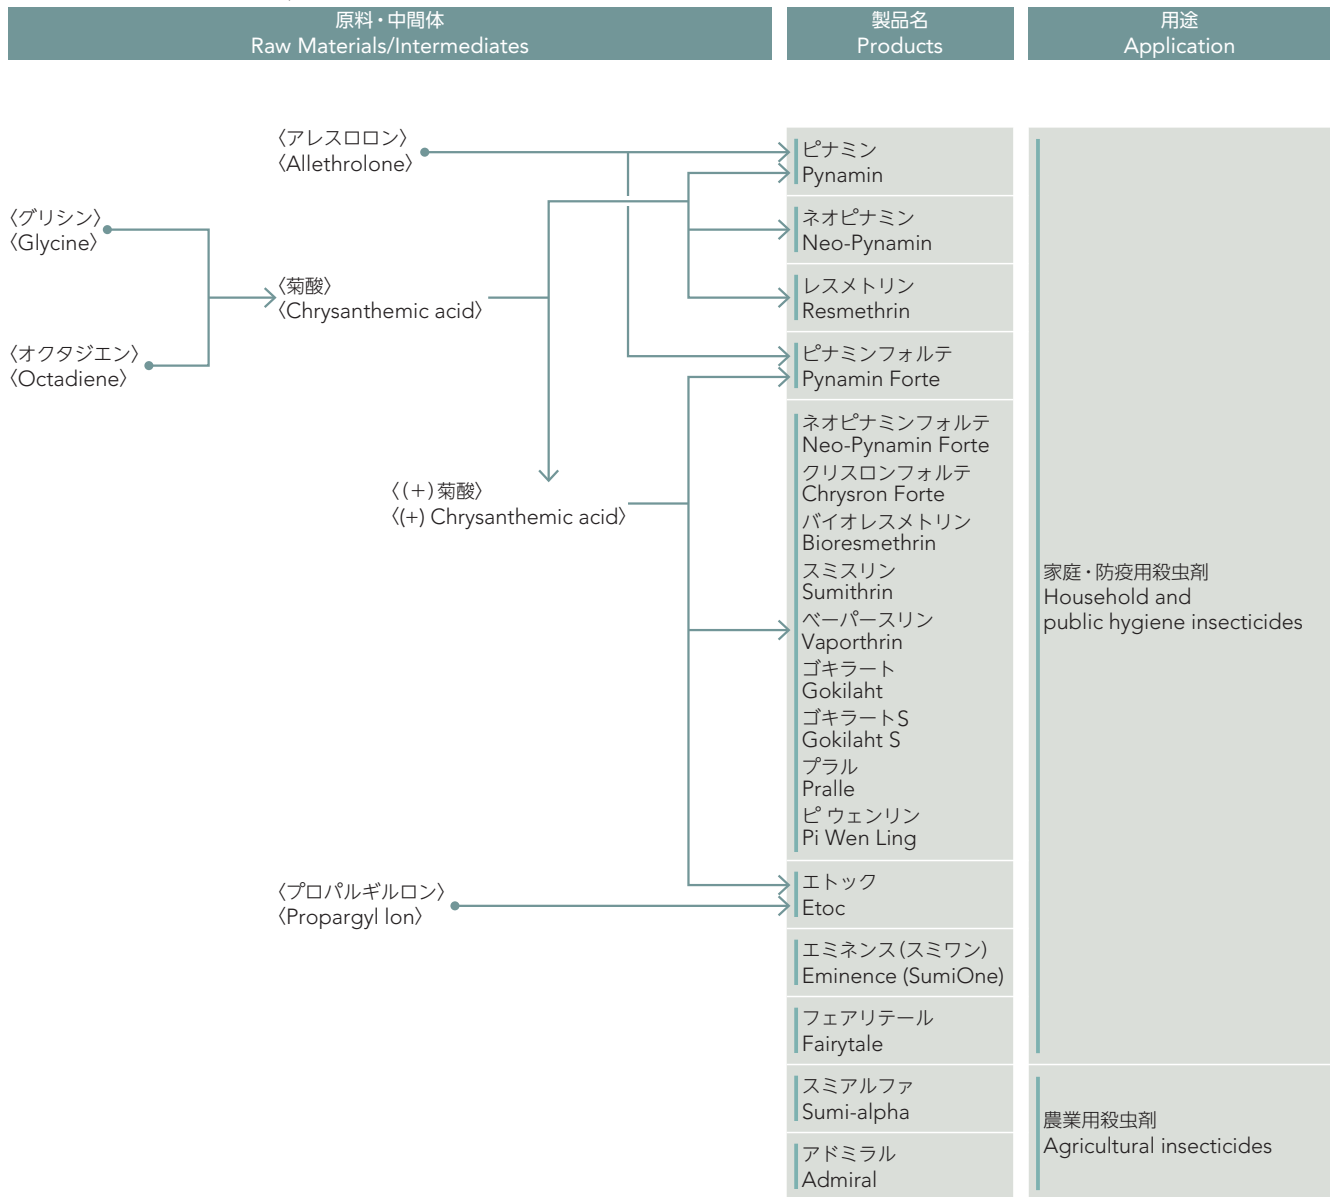 原料・中間体
Raw Materials/Intermediates
製品名
Products
用途
Application
〈アレスロロン〉
〈Allethrolone〉
〈グリシン〉
〈Glycine〉
〈菊酸〉
〈Chrysanthemic acid〉
〈オクタジエン〉
〈Octadiene〉
〈(+)菊酸〉
〈(+) Chrysanthemic acid〉
〈プロパルギルロン〉
〈Propargyl lon〉
ピナミン
Pynamin
ネオピナミン
Neo-Pynamin
レスメトリン
Resmethrin
ピナミンフォルテ
Pynamin Forte
ネオピナミンフォルテ
Neo-Pynamin Forte
クリスロンフォルテ
Chrysron Forte
バイオレスメトリン
Bioresmethrin
スミスリン
Sumithrin
ベーパースリン
Vaporthrin
ゴキラート
Gokilaht
ゴキラートS
Gokilaht S
プラル
Pralle
ピ ウェンリン
Pi Wen Ling
エトック
Etoc
エミネンス(スミワン)
Eminence (SumiOne)
フェアリテール
Fairytale
スミアルファ
Sumi-alpha
アドミラル
Admiral
家庭・防疫用殺虫剤
Household and
public hygiene insecticides
農業用殺虫剤
Agricultural insecticides